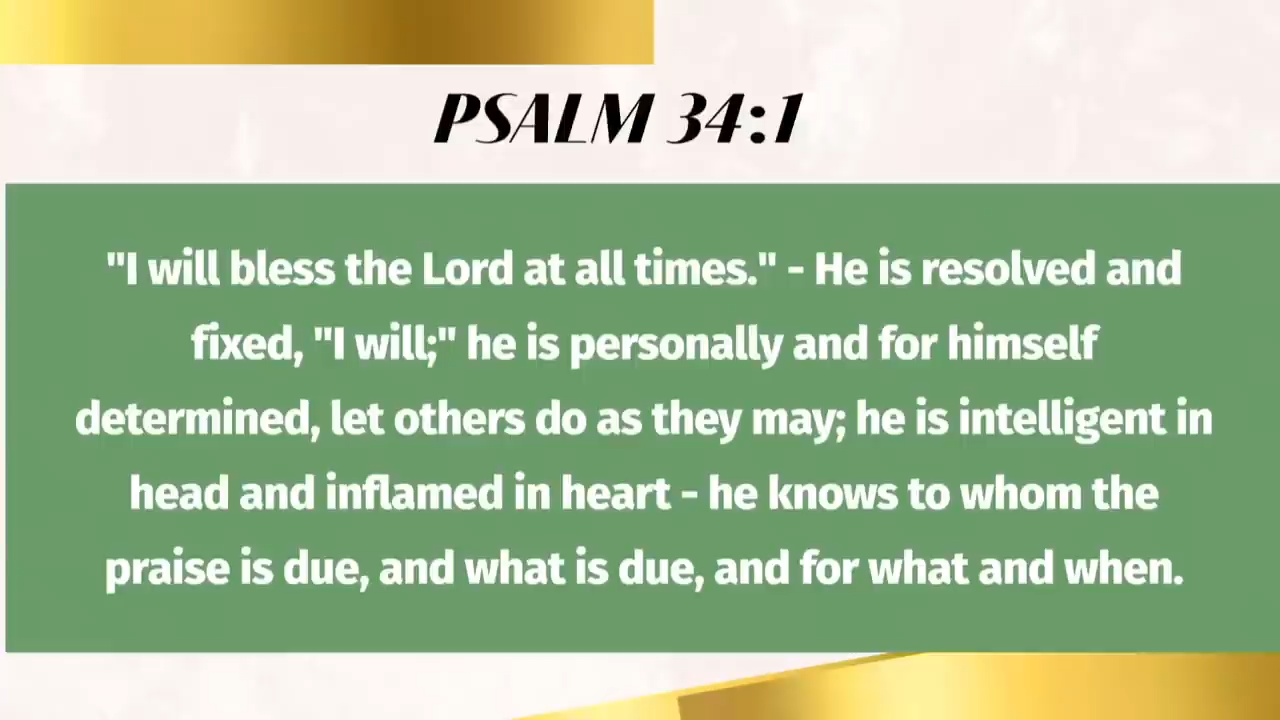 PSALM 34:1
"I will bless the Lord at all times." - He is resolved and
fixed, "I will;" he is personally and for himself
determined, let others do as they may; he is intelligent in
head and inflamed in heart - he knows to whom the
praise is due, and what is due, and for what and when.